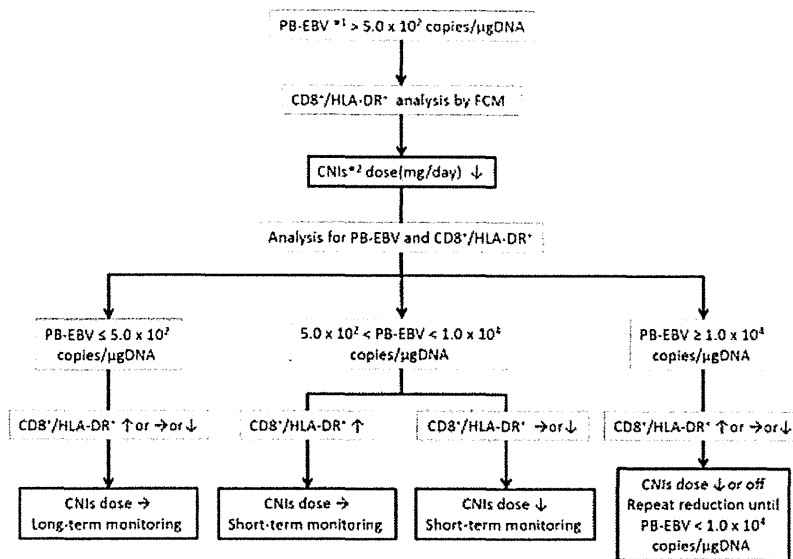 PB-EBV *1 > 5.0 x 10² copies/µgDNA
CD8⁺/HLA-DR⁺ analysis by FCM
CNIs*2 dose(mg/day) ↓
Analysis for PB-EBV and CD8⁺/HLA-DR⁺
PB-EBV ≤ 5.0 x 10²
copies/µgDNA
5.0 x 10² < PB-EBV < 1.0 x 10⁴
copies/µgDNA
PB-EBV ≥ 1.0 x 10⁴
copies/µgDNA
CD8⁺/HLA-DR⁺ ↑ or → or ↓
CD8⁺/HLA-DR⁺ ↑
CD8⁺/HLA-DR⁺ → or ↓
CD8⁺/HLA-DR⁺ ↑ or → or ↓
CNIs dose →
Long-term monitoring
CNIs dose →
Short-term monitoring
CNIs dose ↓
Short-term monitoring
CNIs dose ↓ or off
Repeat reduction until
PB-EBV < 1.0 x 10⁴
copies/µgDNA